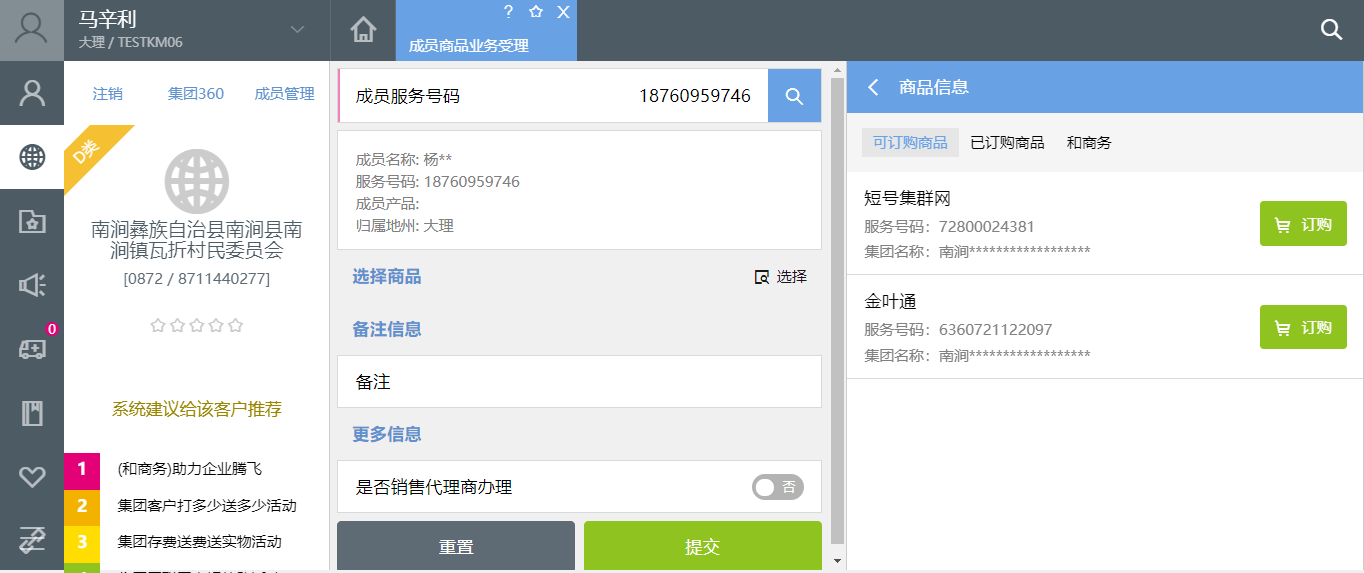 马辛利
大理 / TESTKM06
? X
成员商品业务受理
注销 集团360 成员管理
D类
南涧彝族自治县南涧县南
涧镇瓦折村民委员会
[0872 / 8711440277]
0
系统建议给该客户推荐
1 (和商务)助力企业腾飞
2 集团客户打多少送多少活动
3 集团存费送费送实物活动
成员服务号码 18760959746
成员名称: 杨**
服务号码: 18760959746
成员产品:
归属地州: 大理
选择商品 选择
备注信息
备注
更多信息
是否销售代理商办理 否
重置 提交
商品信息
可订购商品 已订购商品 和商务
短号集群网
服务号码: 72800024381
集团名称: 南涧******************
订购
金叶通
服务号码: 6360721122097
集团名称: 南涧******************
订购